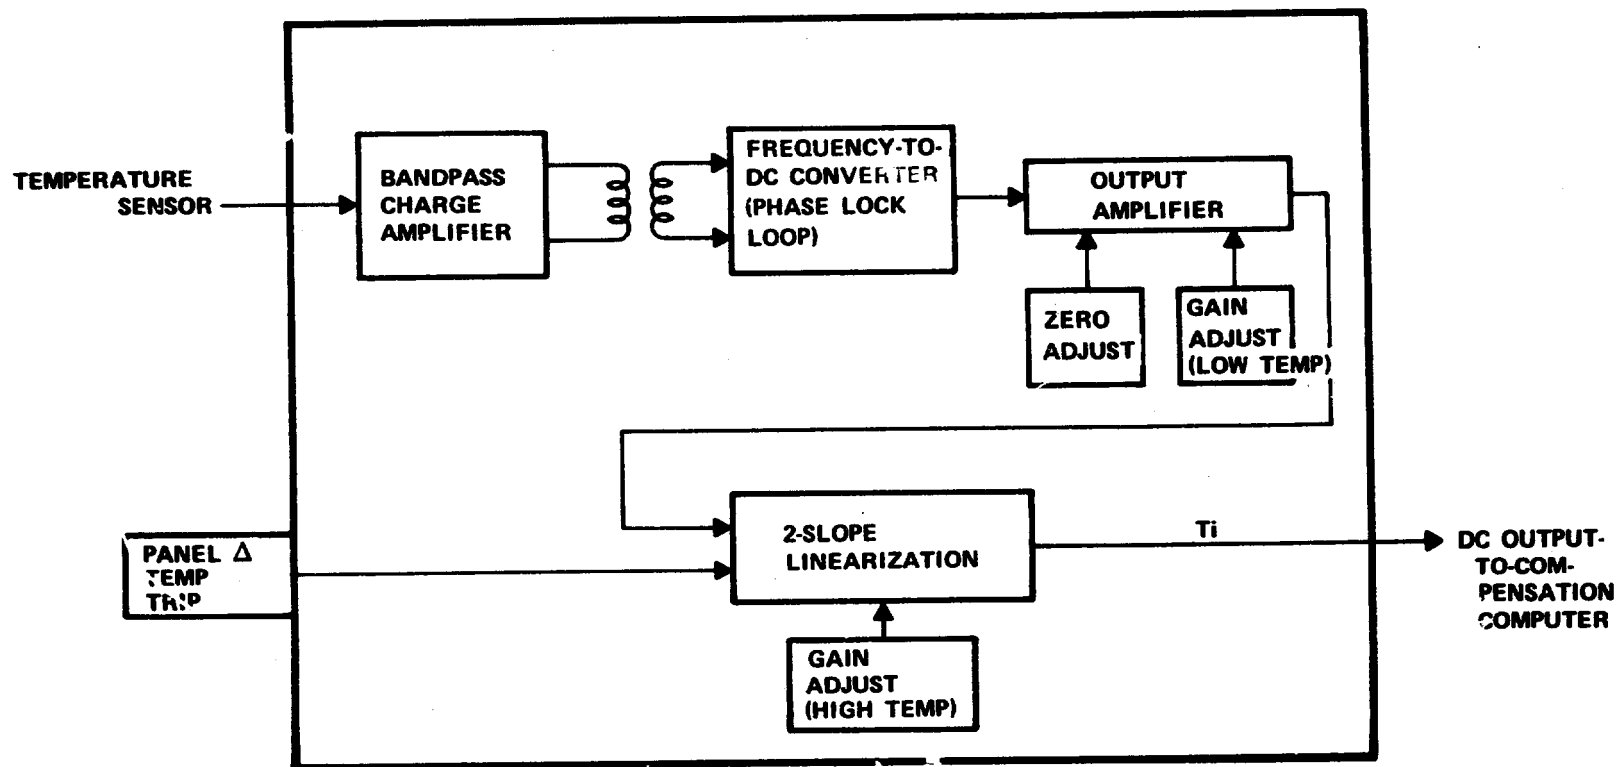 TEMPERATURE
SENSOR
BANDPASS
CHARGE
AMPLIFIER
FREQUENCY-TO-
DC CONVERTER
(PHASE LOCK
LOOP)
OUTPUT
AMPLIFIER
ZERO
ADJUST
GAIN
ADJUST
(LOW TEMP)
PANEL Δ
TEMP
TRIP
2-SLOPE
LINEARIZATION
GAIN
ADJUST
(HIGH TEMP)
Ti
DC OUTPUT-
TO-COM-
PENSATION
COMPUTER